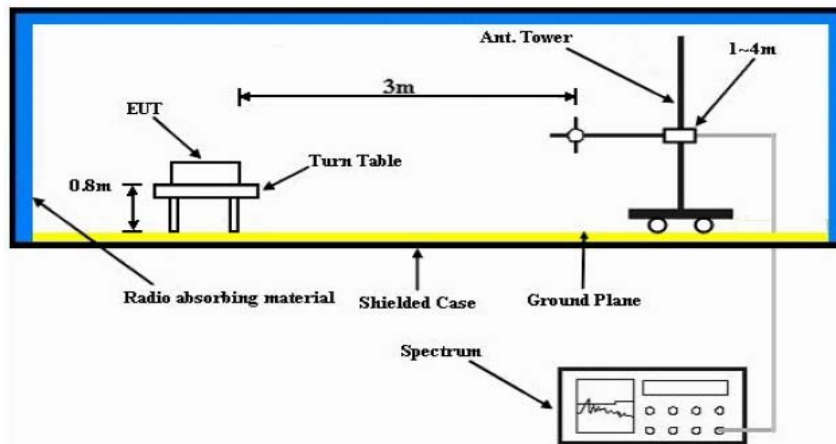 Ant. Tower
1~4m
3m
EUT
Turn Table
0.8m
Radio absorbing material
Shielded Case
Ground Plane
Spectrum